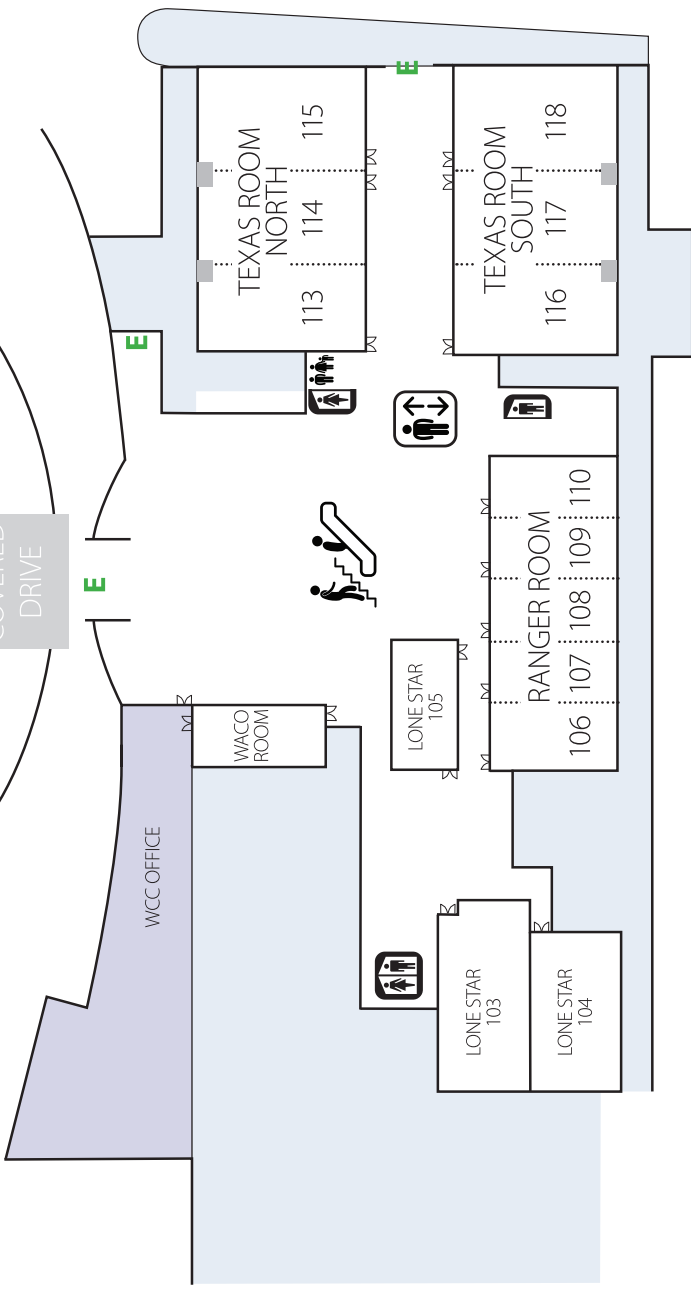 DRIVE
E
E
E
TEXAS ROOM
NORTH
113
114
115
TEXAS ROOM
SOUTH
116
117
118
RANGER ROOM
106
107
108
109
110
LONE STAR
105
WACO
ROOM
WCC OFFICE
LONE STAR
103
LONE STAR
104